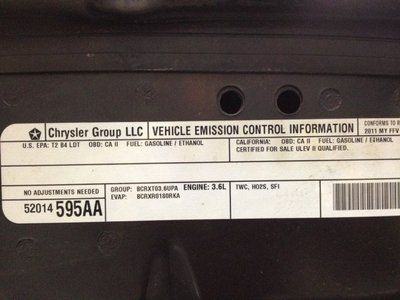 Chrysler Group LLC VEHICLE EMISSION CONTROL INFORMATION CONFORMS TO R
2011 MY FFV
U.S. EPA: T2 B4 LDT OBD: CA II FUEL: GASOLINE / ETHANOL
CALIFORNIA: OBD: CA II FUEL: GASOLINE / ETHANOL
CERTIFIED FOR SALE ULEV II QUALIFIED.
NO ADJUSTMENTS NEEDED
52014 595AA
GROUP: BCRXT03.6UPA ENGINE: 3.6L
EVAP: BCRXR0180RKA
TWC, HO2S, SFI